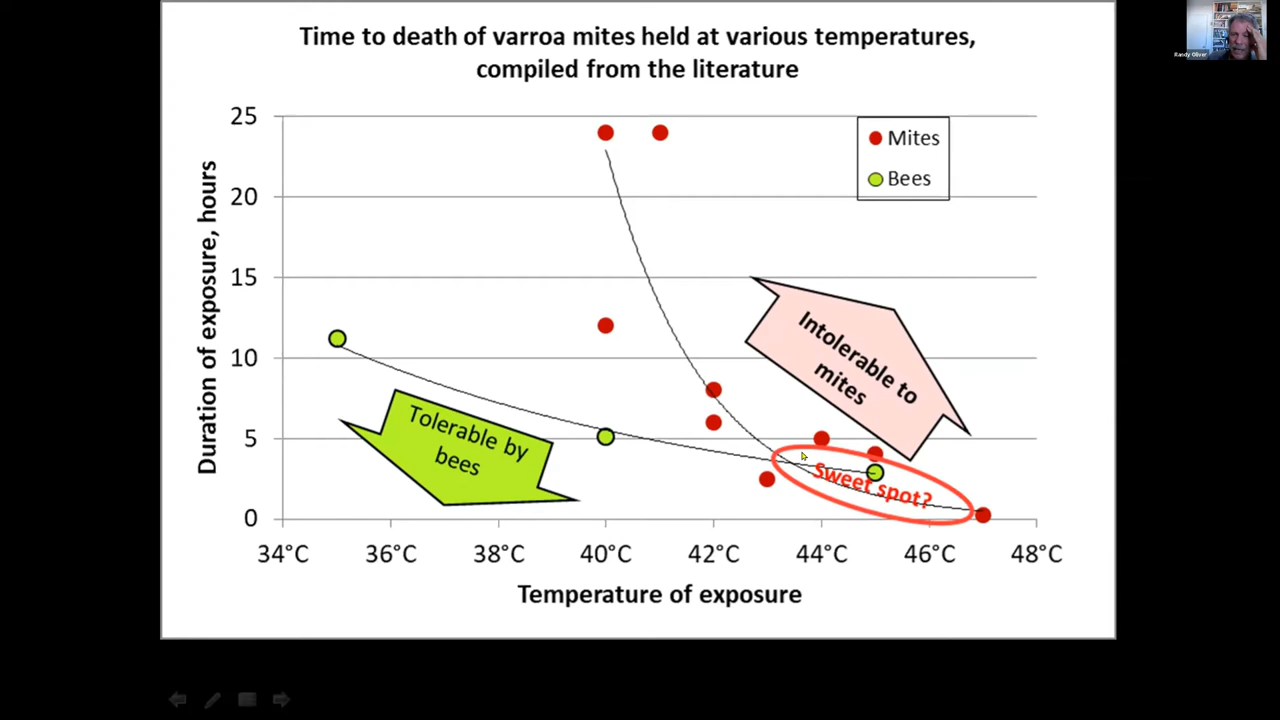 Time to death of varroa mites held at various temperatures,
compiled from the literature
Randy Oliver
25
20
15
10
5
0
Duration of exposure, hours
Mites
Bees
Intolerable to
mites
Tolerable by
bees
Sweet spot?
34°C
36°C
38°C
40°C
42°C
44°C
46°C
48°C
Temperature of exposure